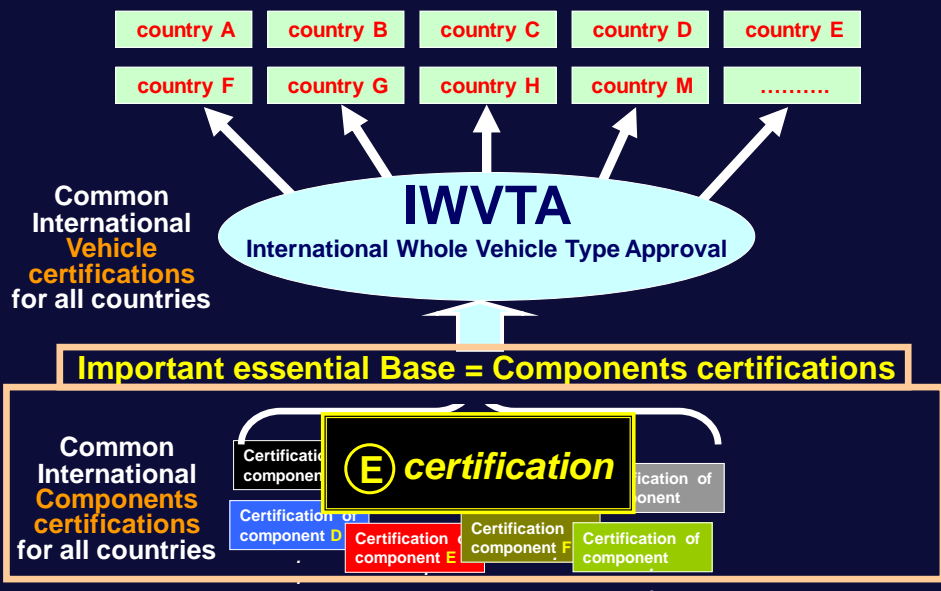 country A
country B
country C
country D
country E
country F
country G
country H
country M
……….
IWVTA
International Whole Vehicle Type Approval
Common
International
Vehicle
certifications
for all countries
Important essential Base = Components certifications
Common
International
Components
certifications
for all countries
E certification
component
Certification of
component D
component E
Certification
component F
Certification of
component